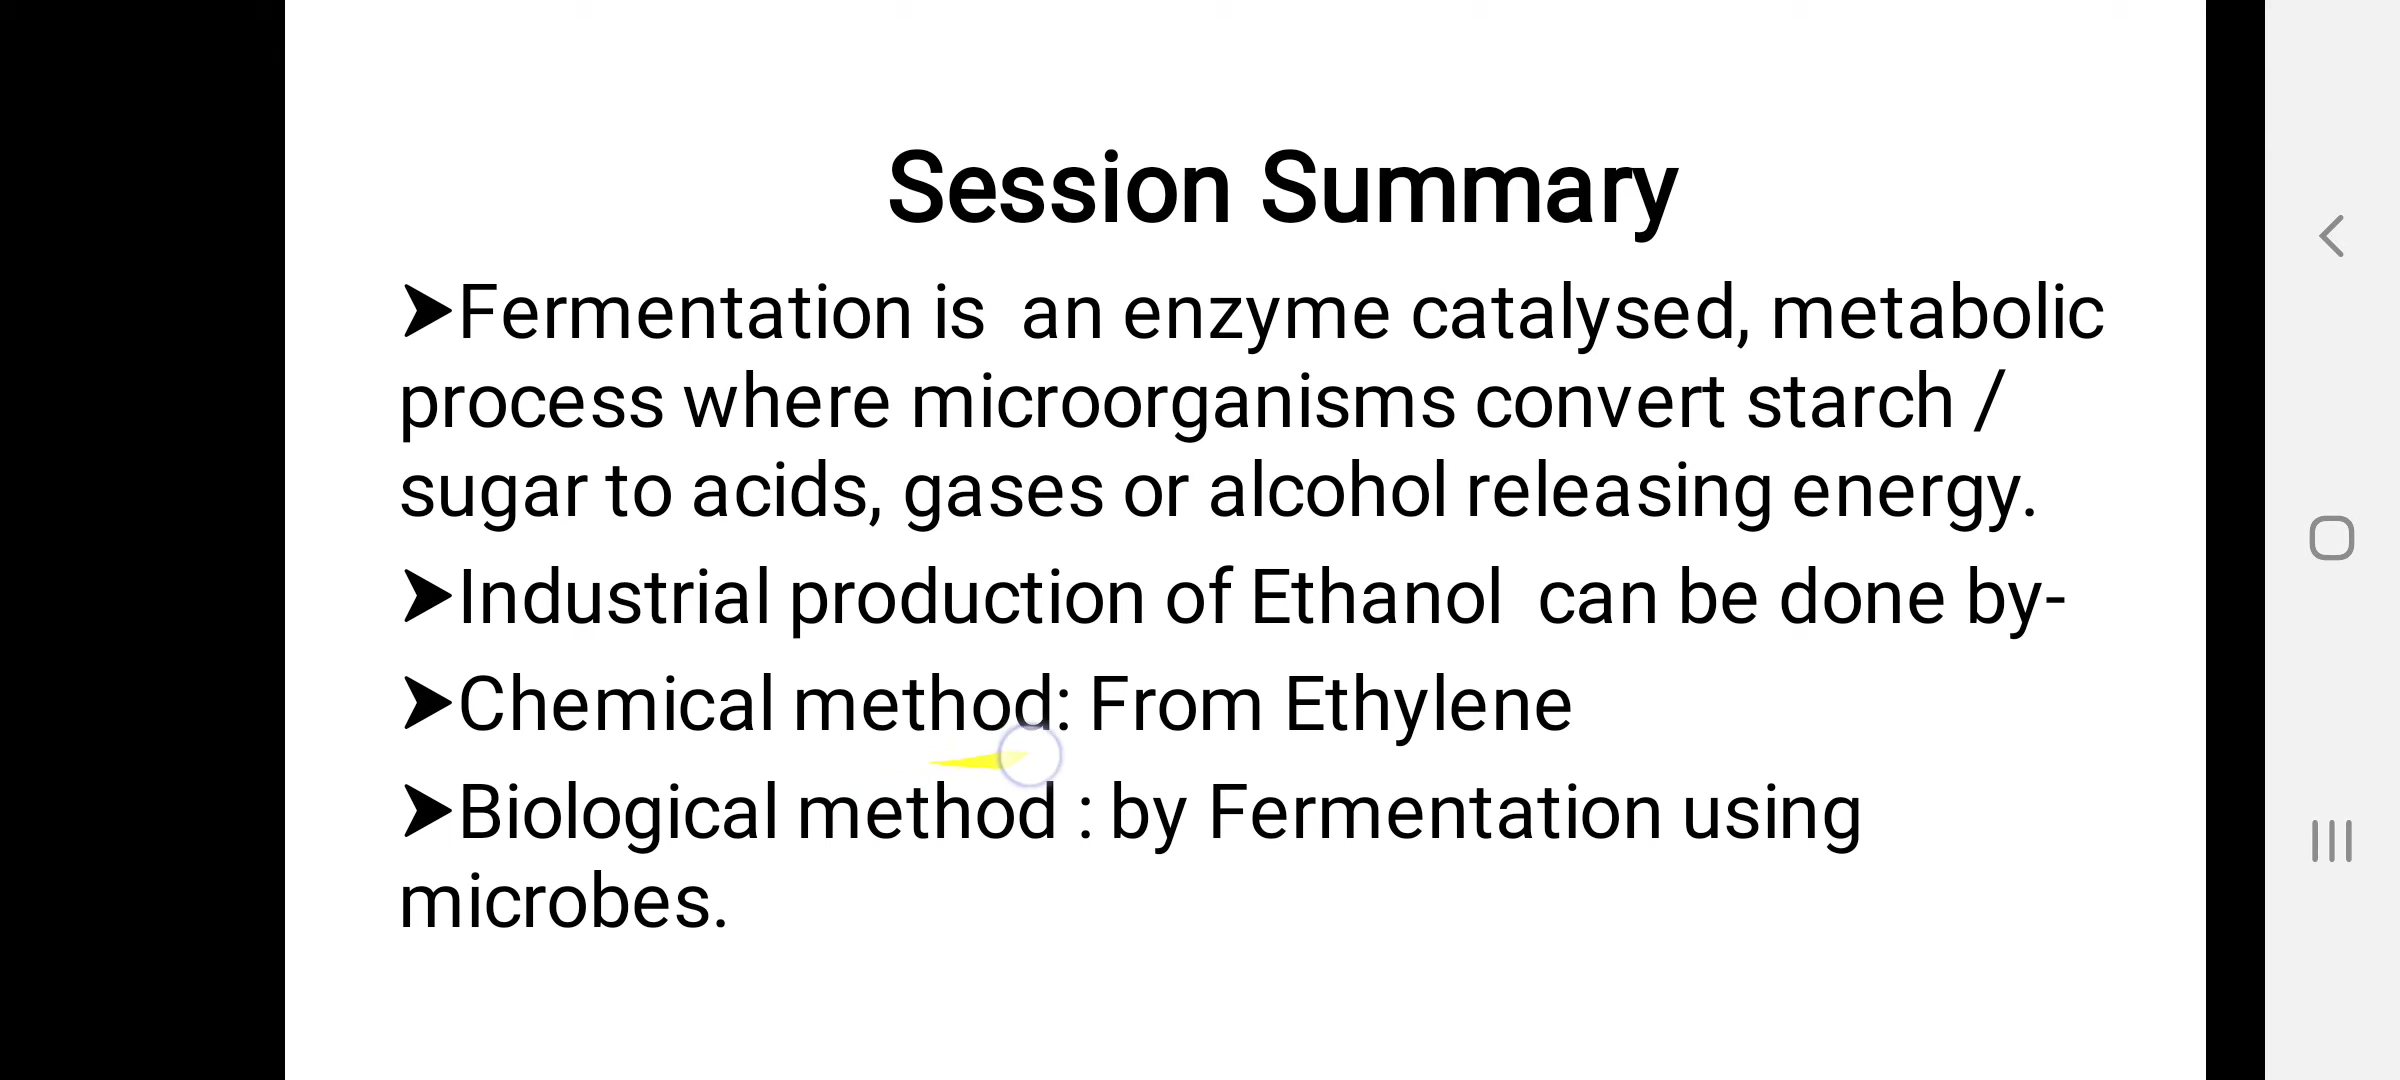 Session Summary
➤Fermentation is  an enzyme catalysed, metabolic
process where microorganisms convert starch /
sugar to acids, gases or alcohol releasing energy.
➤Industrial production of Ethanol  can be done by-
➤Chemical method: From Ethylene
➤Biological method : by Fermentation using
microbes.